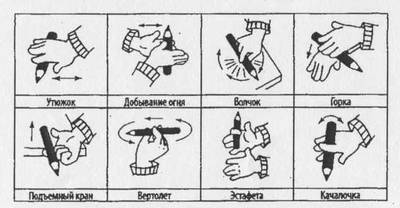 Утюжок
Добывание огня
Волчок
Горка
Подъемный кран
Вертолет
Эстафета
Качалочка